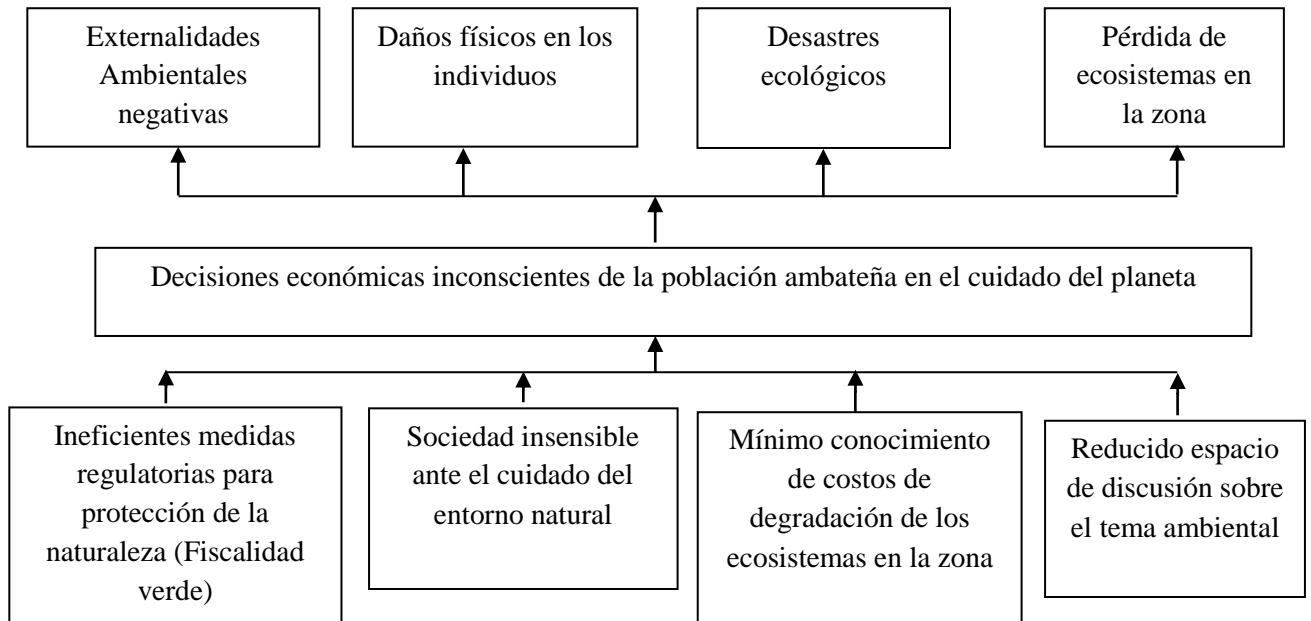 Externalidades
Ambientales
negativas
Daños físicos en los
individuos
Desastres
ecológicos
Pérdida de
ecosistemas en
la zona
Decisiones económicas inconscientes de la población ambateña en el cuidado del planeta
Ineficientes medidas
regulatorias para
protección de la
naturaleza (Fiscalidad
verde)
Sociedad insensible
ante el cuidado del
entorno natural
Mínimo conocimiento
de costos de
degradación de los
ecosistemas en la zona
Reducido espacio
de discusión sobre
el tema ambiental